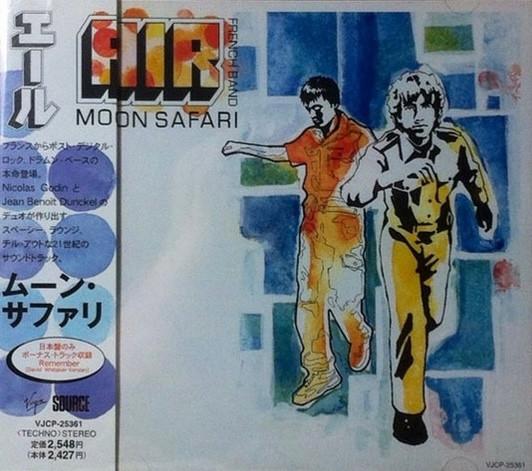 エール
AIR
FRENCH BAND
MOON SAFARI
フランスからポスト・デジタル・
ロック、ドラムン・ベースの
本命登場。
Nicolas Godin と
Jean Benoit Dunckel の
デュオが作り出す
スペーシー、ラウンジ、
チル・アウトな21世紀の
サウンドトラック。
ムーン・
サファリ
日本盤のみ
ボーナス・トラック収録
Remember
(David Whitaker Version)
Virgin SOURCE
VJCP-25361
〈TECHNO〉STEREO
定価2,548円
(本体2,427円)
VJCP-25361